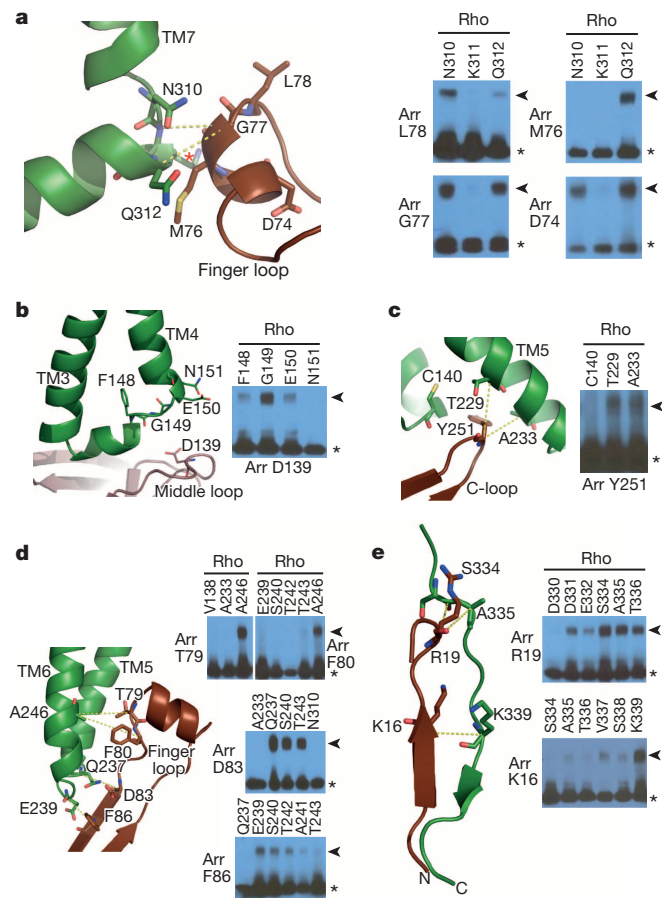 a
TM7
N310
L78
G77
*
Q312
M76
D74
Finger loop
Rho
N310 K311 Q312
Arr L78
*
Rho
N310 K311 Q312
Arr M76
*
Arr G77
*
Arr D74
*
b
TM4
TM3
F148
N151
E150
G149
D139
Middle loop
Rho
F148 G149 E150 N151
*
Arr D139
c
TM5
C140
T229
Y251
A233
C-loop
Rho
C140 T229 A233
*
Arr Y251
d
TM6
TM5
T79
A246
F80
Finger
loop
Q237
D83
E239
F86
Rho
V138 A233 A246
Arr
T79
Rho
E239 S240 T242 T243 A246
Arr
F80
*
A233 Q237 S240 T243 N310
Arr
D83
*
Q237 E239 S240 T242 A241 T243
Arr
F86
*
e
S334
A335
R19
K339
K16
N
C
Rho
D330 D331 E332 S334 A335 T336
Arr
R19
*
S334 A335 T336 V337 S338 K339
Arr
K16
*